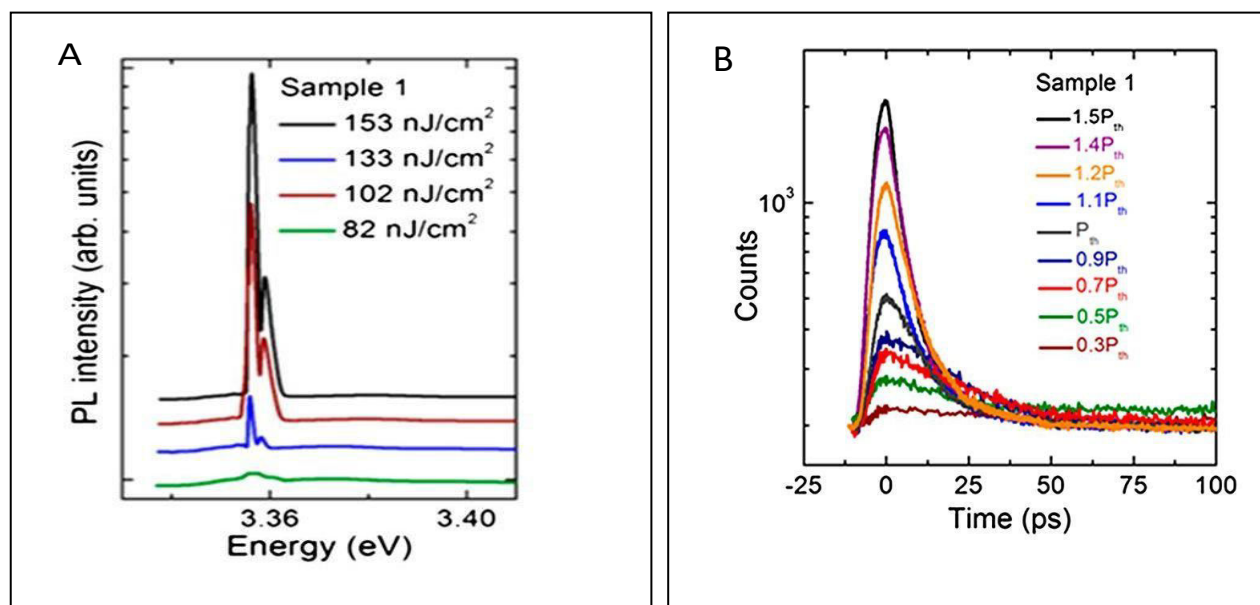 A
Sample 1
153 nJ/cm²
133 nJ/cm²
102 nJ/cm²
82 nJ/cm²
PL intensity (arb. units)
3.36
3.40
Energy (eV)
B
Sample 1
1.5Pth
1.4Pth
1.2Pth
1.1Pth
Pth
0.9Pth
0.7Pth
0.5Pth
0.3Pth
10³
Counts
-25
0
25
50
75
100
Time (ps)